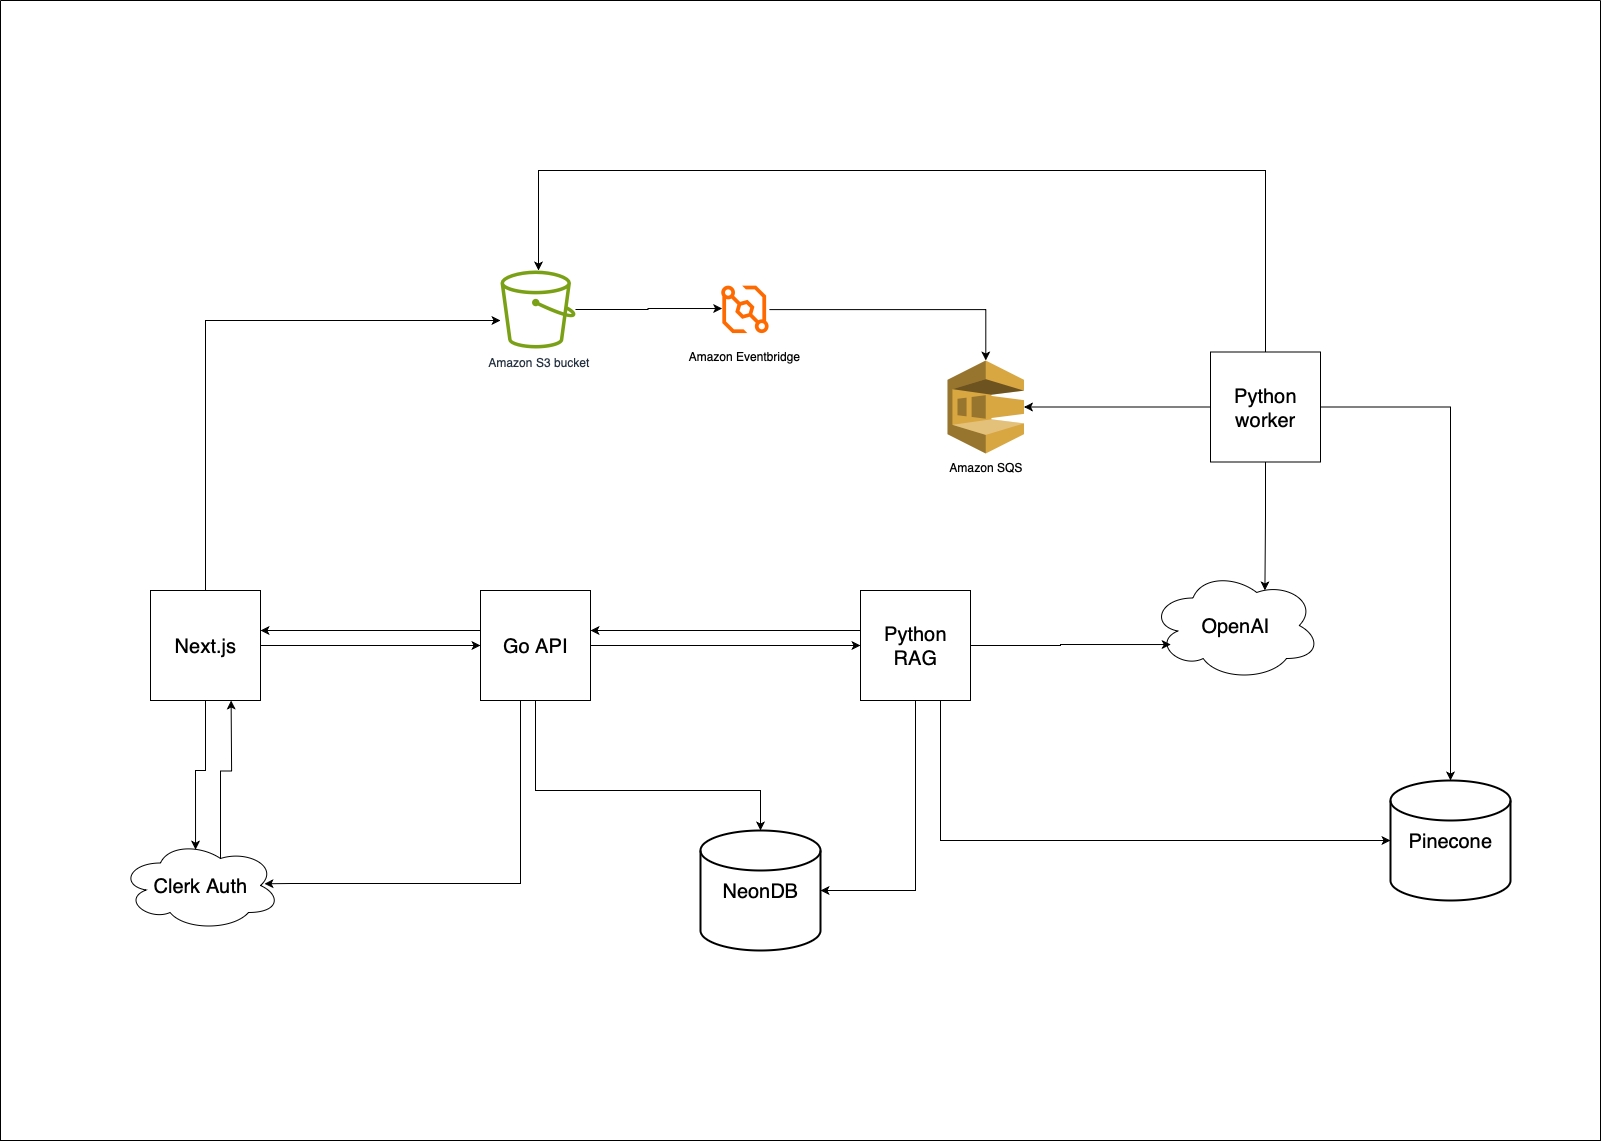 Amazon S3 bucket
Amazon Eventbridge
Python
worker
Amazon SQS
Next.js
Go API
Python
RAG
OpenAI
Clerk Auth
NeonDB
Pinecone